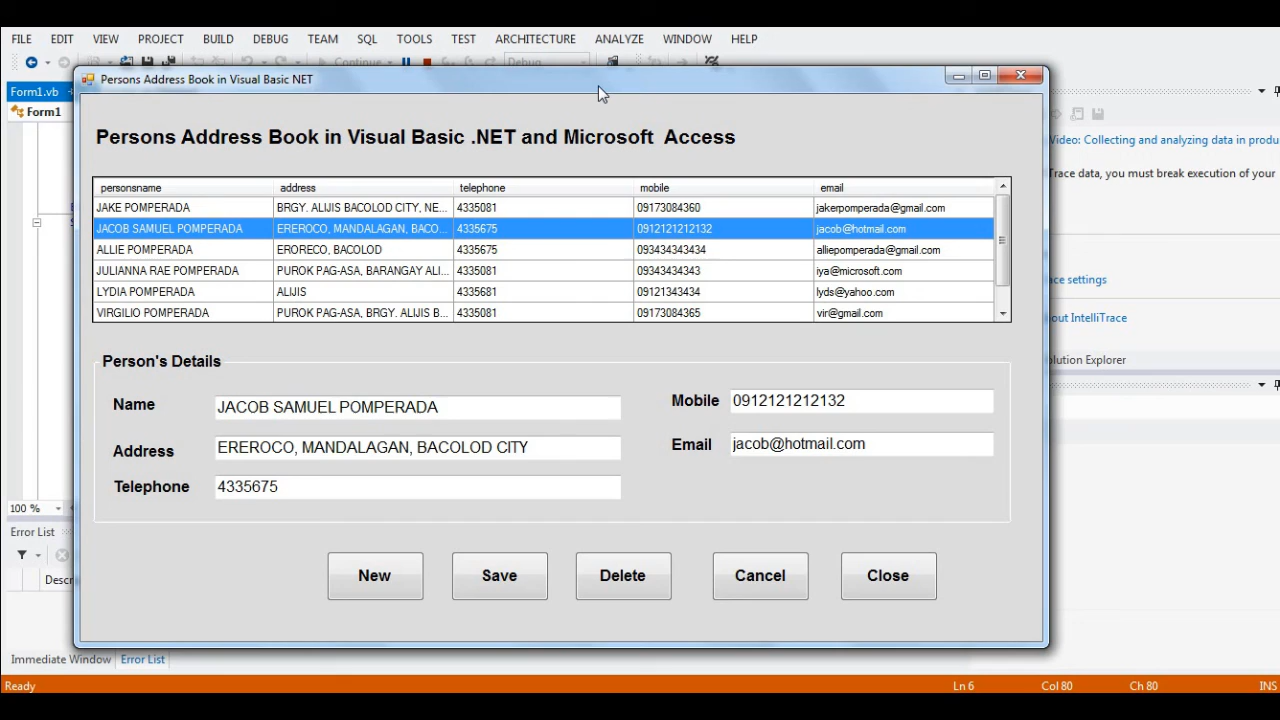 FILE EDIT VIEW PROJECT BUILD DEBUG TEAM SQL TOOLS TEST ARCHITECTURE ANALYZE WINDOW HELP
Continue Debug
Persons Address Book in Visual Basic NET
Form1.vb
Form1
Persons Address Book in Visual Basic .NET and Microsoft Access
Video: Collecting and analyzing data in produ
Trace data, you must break execution of your
personsname address telephone mobile email
JAKE POMPERADA BRGY. ALIJIS BACOLOD CITY, NE... 4335081 09173084360 jakerpomperada@gmail.com
JACOB SAMUEL POMPERADA EREROCO, MANDALAGAN, BACO... 4335675 0912121212132 jacob@hotmail.com
ALLIE POMPERADA ERORECO, BACOLOD 4335675 093434343434 alliepomperada@gmail.com
JULIANNA RAE POMPERADA PUROK PAG-ASA, BARANGAY ALI... 4335081 09343434343 iya@microsoft.com
ace settings
LYDIA POMPERADA ALIJIS 4335681 09121343434 lyds@yahoo.com
VIRGILIO POMPERADA PUROK PAG-ASA, BRGY. ALIJIS B... 4335081 09173084365 vir@gmail.com
out IntelliTrace
olution Explorer
Person's Details
Name JACOB SAMUEL POMPERADA
Mobile 0912121212132
Address EREROCO, MANDALAGAN, BACOLOD CITY
Email jacob@hotmail.com
Telephone 4335675
100 %
Error List
Descr
New Save Delete Cancel Close
Immediate Window Error List
Ready Ln 6 Col 80 Ch 80 INS